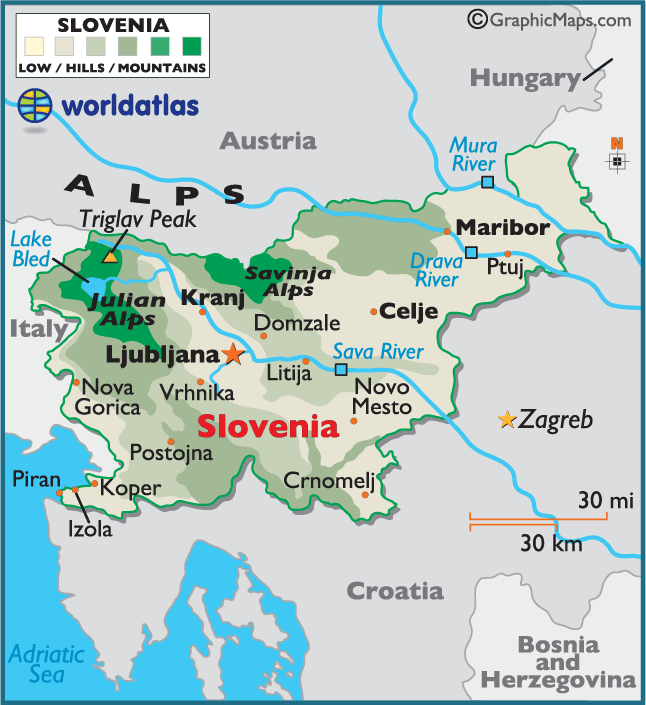 SLOVENIA
LOW / HILLS / MOUNTAINS
©GraphicMaps.com
worldatlas
Hungary
Austria
Mura
River
N
ALPS
Triglav Peak
Lake
Bled
Maribor
Drava
River
Ptuj
Savinja
Alps
Julian
Alps
Kranj
Celje
Italy
Domzale
Ljubljana
Sava River
Litija
Nova
Gorica
Vrhnika
Novo
Mesto
Slovenia
Zagreb
Postojna
Piran
Koper
Crnomelj
Izola
30 mi
30 km
Croatia
Adriatic
Sea
Bosnia
and
Herzegovina